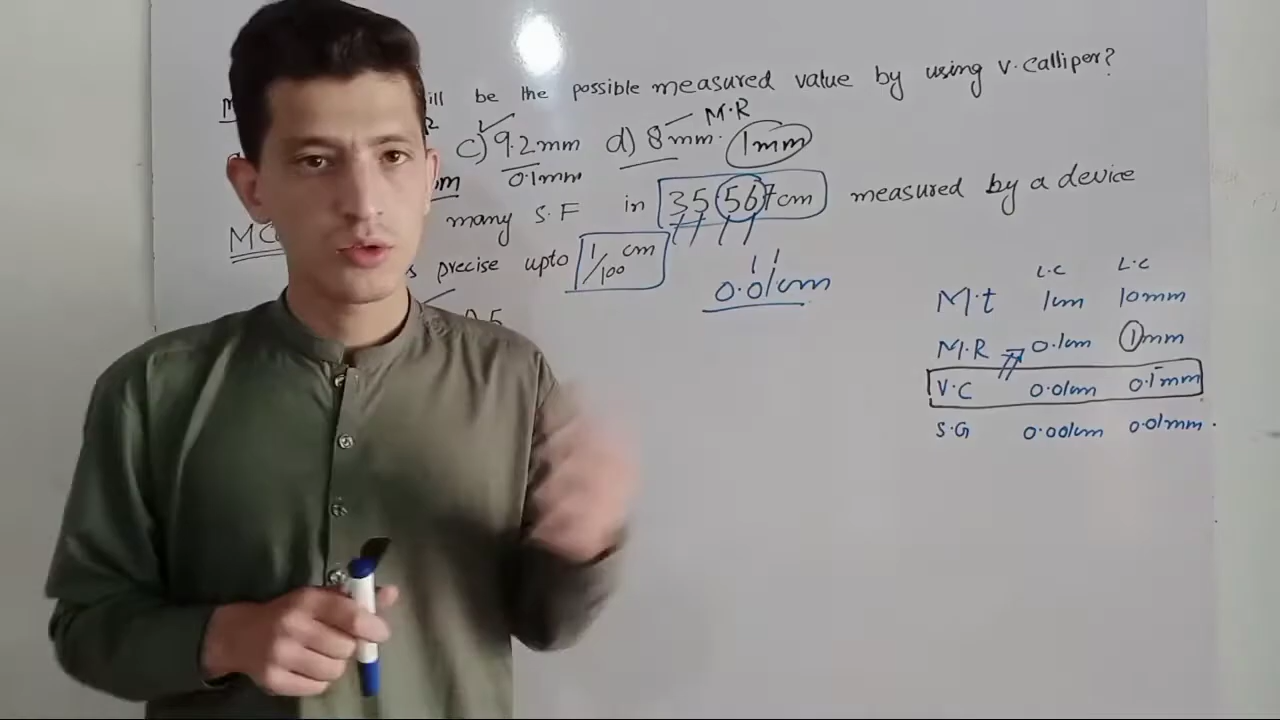 ill be the possible measured value by using v. calliper?
c) 9.2mm d) 8mm. M.R 1mm
0.1mm
many S.F in 35 567cm measured by a device
precise upto 1/100 cm
0.01cm
L.C L.C
M.t 1cm 10mm
M.R 0.1cm 1mm
V.C 0.01cm 0.1mm
S.G 0.001cm 0.01mm.